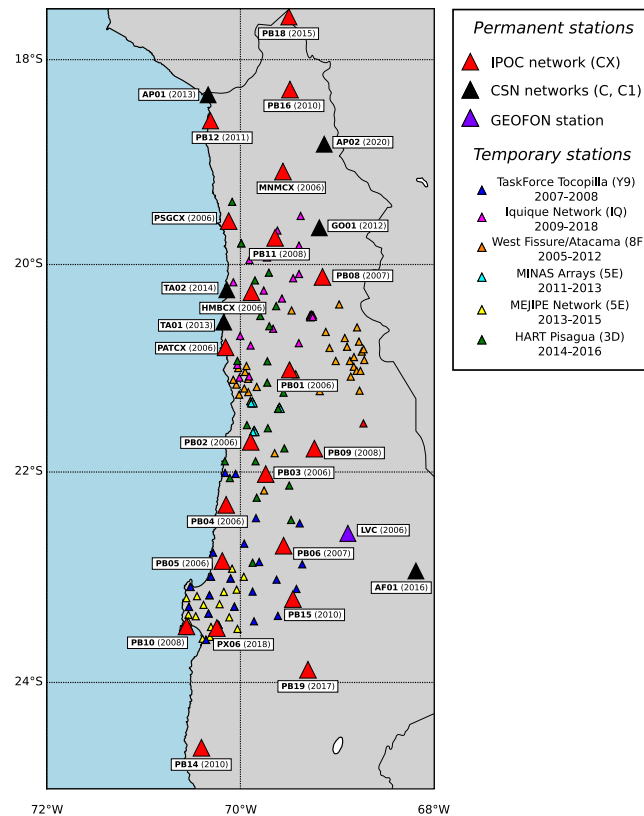 18°S
20°S
22°S
24°S
72°W
70°W
68°W
PB18 (2015)
AP01 (2013)
PB16 (2010)
PB12 (2011)
AP02 (2020)
MNMCX (2006)
PSGCX (2006)
GO01 (2012)
PB11 (2008)
PB08 (2007)
TA02 (2014)
HMBCX (2006)
TA01 (2013)
PATCX (2006)
PB01 (2006)
PB02 (2006)
PB09 (2008)
PB03 (2006)
PB04 (2006)
LVC (2006)
PB06 (2007)
PB05 (2006)
AF01 (2016)
PB15 (2010)
PB10 (2008)
PX06 (2018)
PB19 (2017)
PB14 (2010)
Permanent stations
IPOC network (CX)
CSN networks (C, C1)
GEOFON station
Temporary stations
TaskForce Tocopilla (Y9)
2007-2008
Iquique Network (IQ)
2009-2018
West Fissure/Atacama (8F)
2005-2012
MINAS Arrays (5E)
2011-2013
MEJIPE Network (5E)
2013-2015
HART Pisagua (3D)
2014-2016